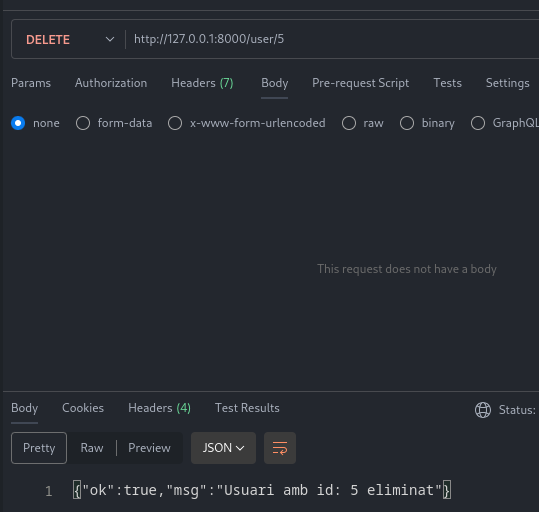 DELETE http://127.0.0.1:8000/user/5
Params Authorization Headers (7) Body Pre-request Script Tests Settings
none form-data x-www-form-urlencoded raw binary GraphQL
This request does not have a body
Body Cookies Headers (4) Test Results Status:
Pretty Raw Preview JSON
1 {"ok":true,"msg":"Usuari amb id: 5 eliminat"}